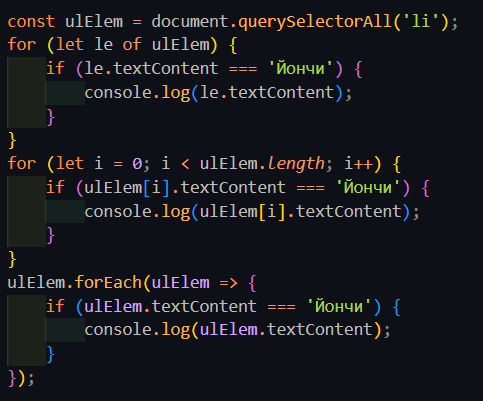 const ulElem = document.querySelectorAll('li');
for (let le of ulElem) {
    if (le.textContent === 'Йончи') {
        console.log(le.textContent);
    }
}
for (let i = 0; i < ulElem.length; i++) {
    if (ulElem[i].textContent === 'Йончи') {
        console.log(ulElem[i].textContent);
    }
}
ulElem.forEach(ulElem => {
    if (ulElem.textContent === 'Йончи') {
        console.log(ulElem.textContent);
    }
});